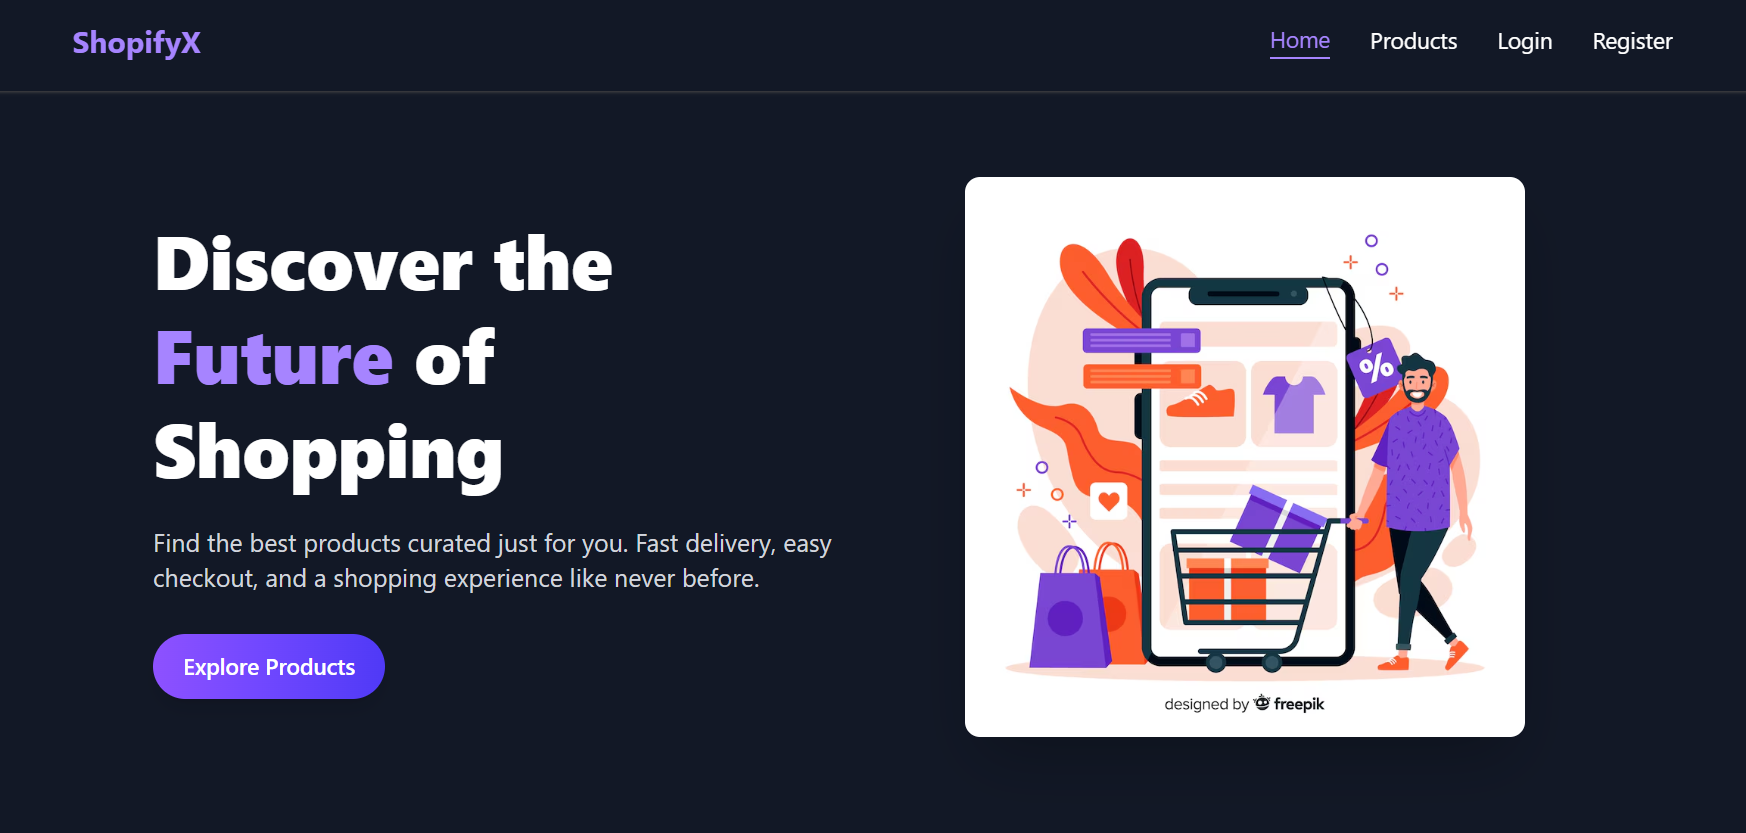 ShopifyX
Home Products Login Register
Discover the
Future of
Shopping
Find the best products curated just for you. Fast delivery, easy
checkout, and a shopping experience like never before.
Explore Products
%
designed by freepik